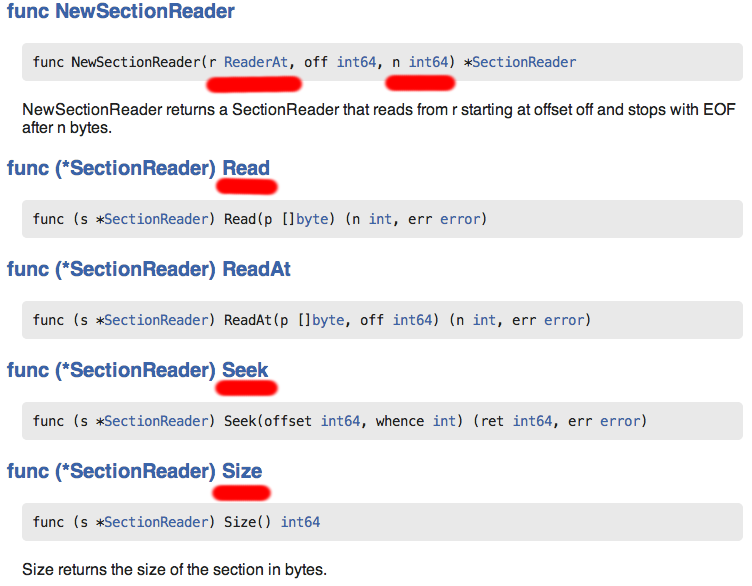 func NewSectionReader
func NewSectionReader(r ReaderAt, off int64, n int64) *SectionReader
NewSectionReader returns a SectionReader that reads from r starting at offset off and stops with EOF
after n bytes.
func (*SectionReader) Read
func (s *SectionReader) Read(p []byte) (n int, err error)
func (*SectionReader) ReadAt
func (s *SectionReader) ReadAt(p []byte, off int64) (n int, err error)
func (*SectionReader) Seek
func (s *SectionReader) Seek(offset int64, whence int) (ret int64, err error)
func (*SectionReader) Size
func (s *SectionReader) Size() int64
Size returns the size of the section in bytes.